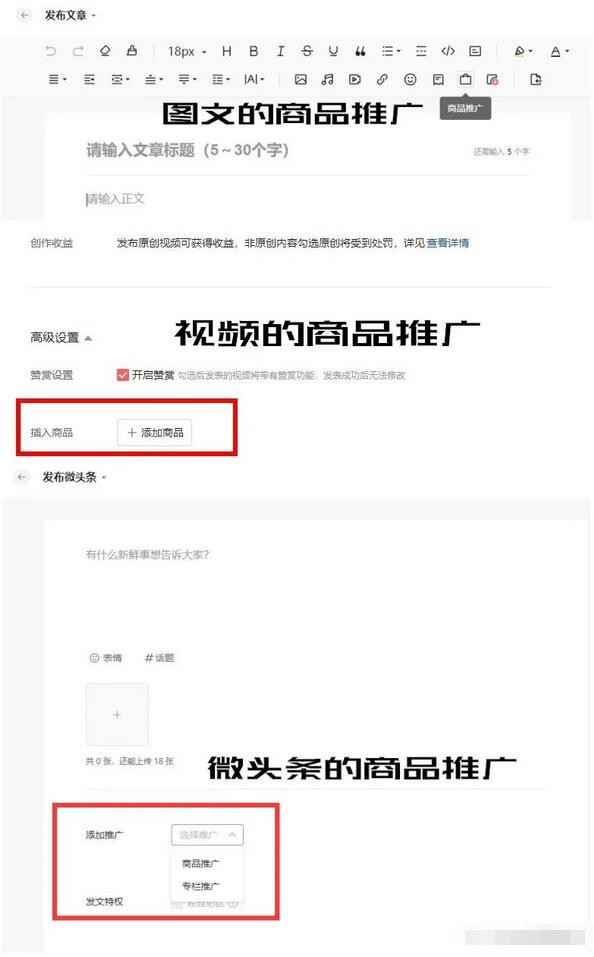 发布文章
18px
H B I S U
商品推广
图文的商品推广
请输入文章标题（5～30个字）
还需输入 5 个字
请输入正文
创作收益 发布原创视频可获得收益，非原创内容勾选原创将受到处罚，详见 查看详情
视频的商品推广
高级设置
赞赏设置 开启赞赏 勾选后发表的视频将带有赞赏功能，发表成功后无法修改
插入商品 + 添加商品
发布微头条
有什么新鲜事想告诉大家？
表情 #话题
+
共 0 张，还能上传 18 张
微头条的商品推广
添加推广 选择推广
商品推广
专栏推广
发文特权